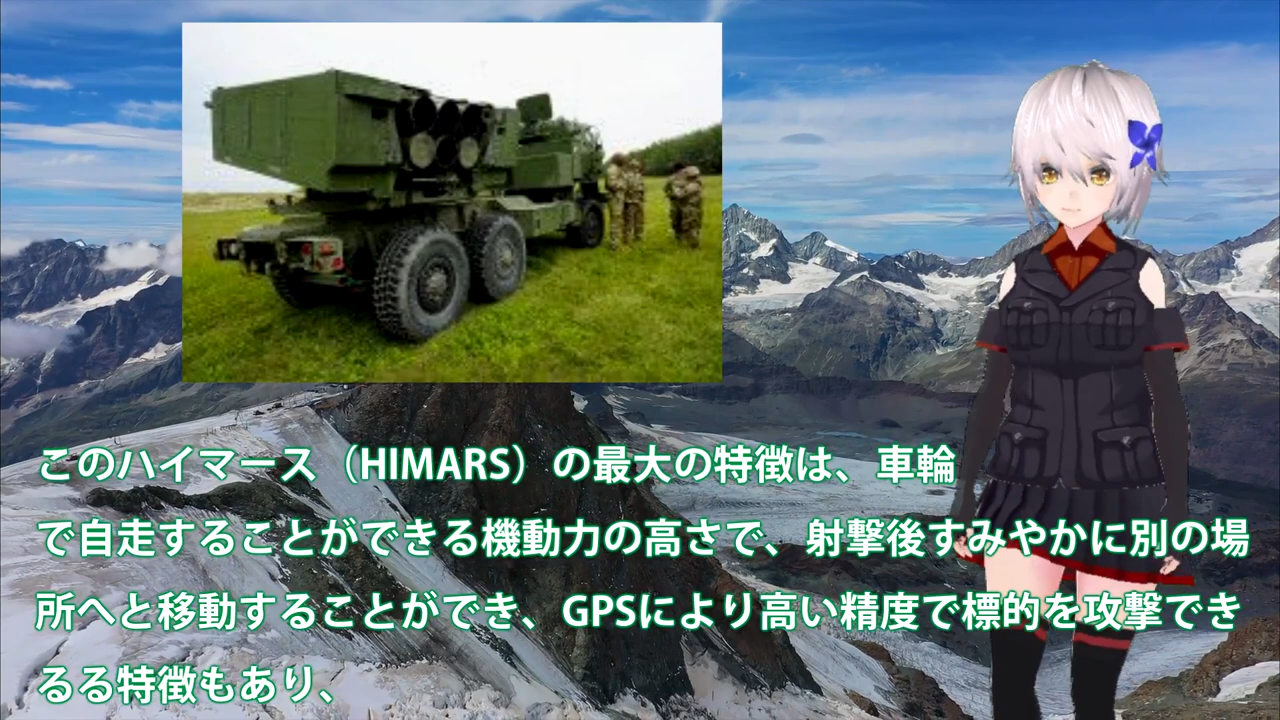 このハイマース（HIMARS）の最大の特徴は、車輪
で自走することができる機動力の高さで、射撃後すみやかに別の場
所へと移動することができ、GPSにより高い精度で標的を攻撃でき
るる特徴もあり、